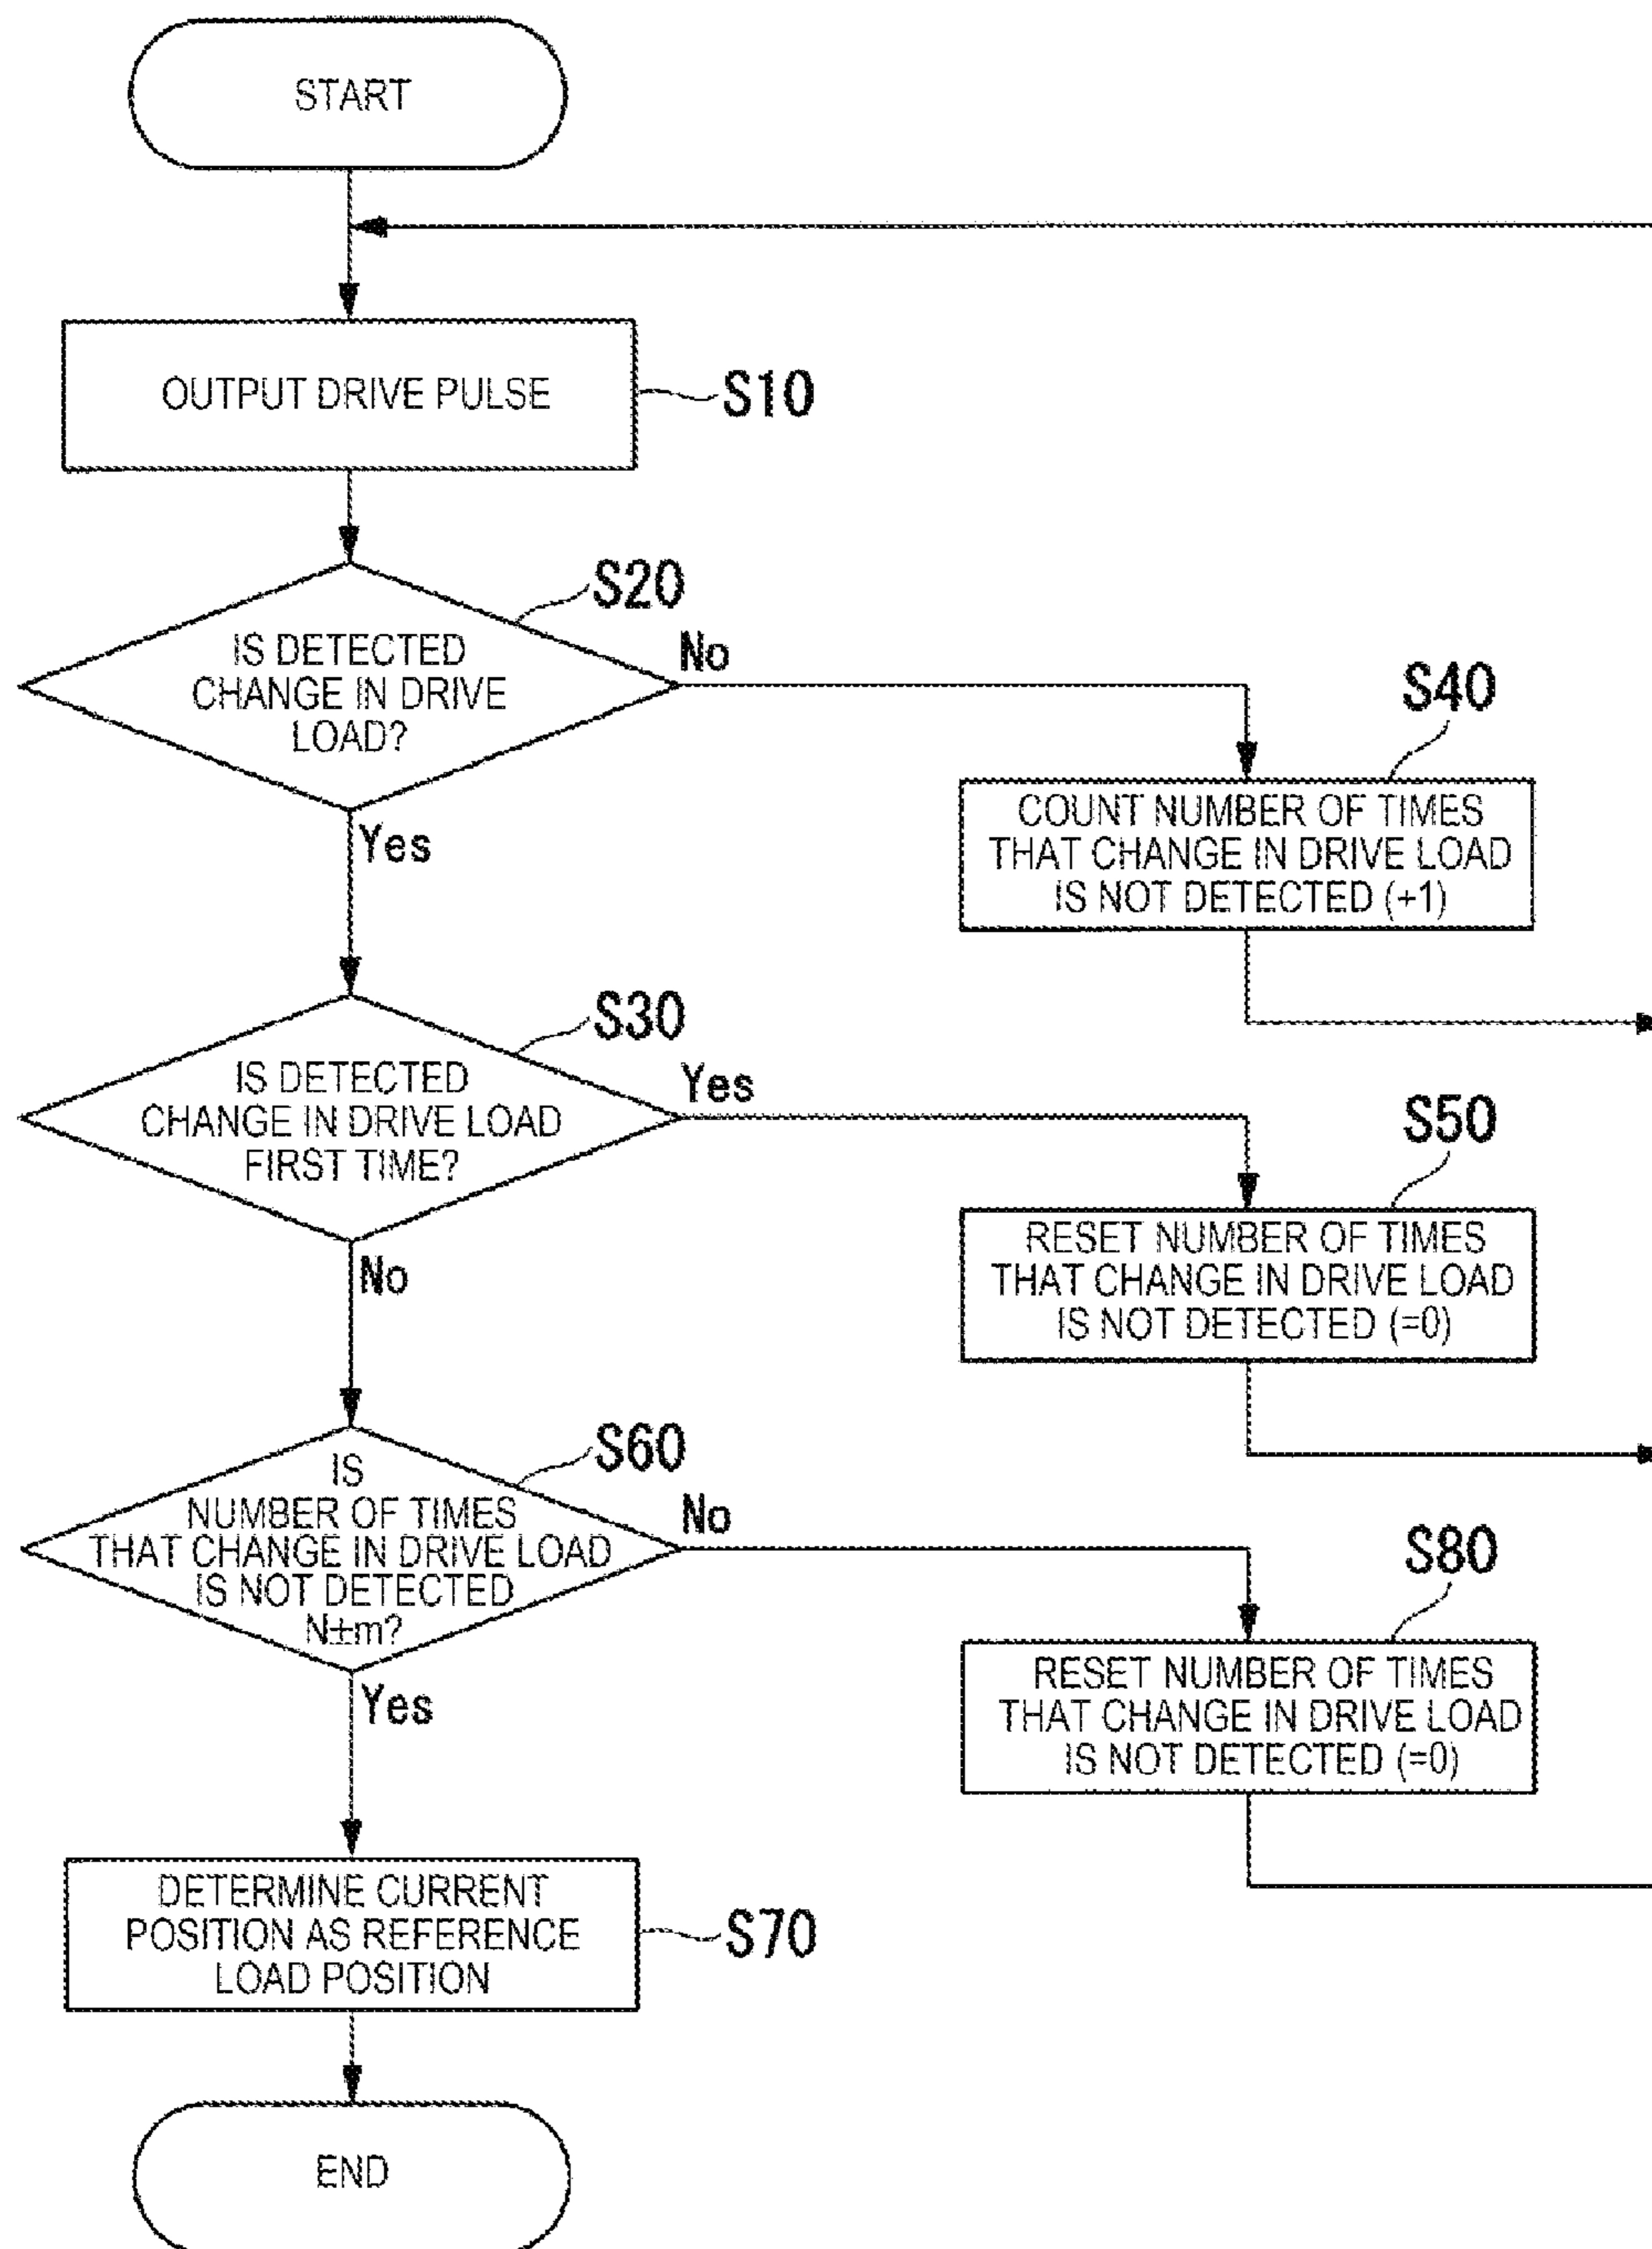 START
OUTPUT DRIVE PULSE
S10
S20
IS DETECTED
CHANGE IN DRIVE
LOAD?
No
Yes
S40
COUNT NUMBER OF TIMES
THAT CHANGE IN DRIVE LOAD
IS NOT DETECTED (+1)
S30
IS DETECTED
CHANGE IN DRIVE LOAD
FIRST TIME?
Yes
No
S50
RESET NUMBER OF TIMES
THAT CHANGE IN DRIVE LOAD
IS NOT DETECTED (=0)
S60
IS
NUMBER OF TIMES
THAT CHANGE IN DRIVE LOAD
IS NOT DETECTED
N±m?
No
Yes
S80
RESET NUMBER OF TIMES
THAT CHANGE IN DRIVE LOAD
IS NOT DETECTED (=0)
DETERMINE CURRENT
POSITION AS REFERENCE
LOAD POSITION
S70
END